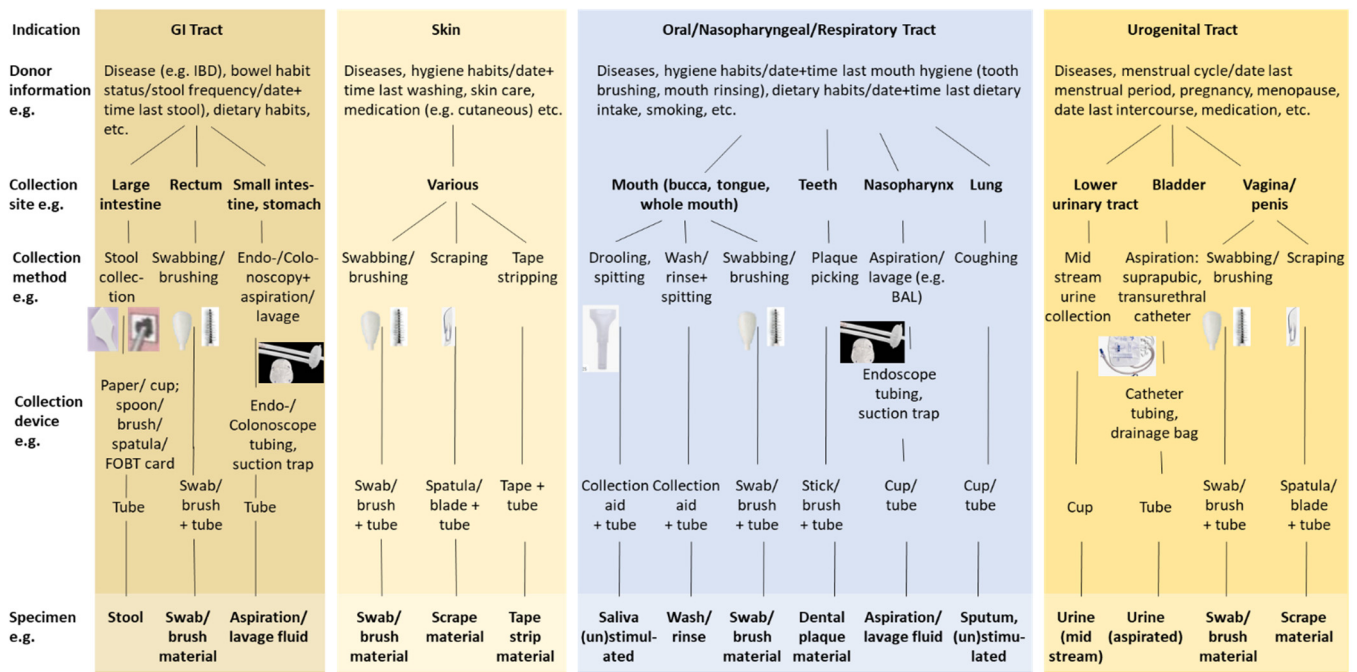 Indication
GI Tract
Skin
Oral/Nasopharyngeal/Respiratory Tract
Urogenital Tract
Donor
information
e.g.
Disease (e.g. IBD), bowel habit
status/stool frequency/date+
time last stool), dietary habits,
etc.
Diseases, hygiene habits/date+
time last washing, skin care,
medication (e.g. cutaneous) etc.
Diseases, hygiene habits/date+time last mouth hygiene (tooth
brushing, mouth rinsing), dietary habits/date+time last dietary
intake, smoking, etc.
Diseases, menstrual cycle/date last
menstrual period, pregnancy, menopause,
date last intercourse, medication, etc.
Collection
site e.g.
Large
intestine
Rectum
Small intes-
tine, stomach
Various
Mouth (bucca, tongue,
whole mouth)
Teeth
Nasopharynx
Lung
Lower
urinary tract
Bladder
Vagina/
penis
Collection
method
e.g.
Stool
collec-
tion
Swabbing/
brushing
Endo-/Colo-
noscopy+
aspiration/
lavage
Swabbing/
brushing
Scraping
Tape
stripping
Drooling,
spitting
Wash/
rinse+
spitting
Swabbing/
brushing
Plaque
picking
Aspiration/
lavage (e.g.
BAL)
Coughing
Mid
stream
urine
collection
Aspiration:
suprapubic,
transurethral
catheter
Swabbing/
brushing
Scraping
Collection
device
e.g.
Paper/ cup;
spoon/
brush/
spatula/
FOBT card
Endo-/
Colonoscope
tubing,
suction trap
Endoscope
tubing,
suction trap
Catheter
tubing,
drainage bag
Tube
Swab/
brush
+ tube
Tube
Swab/
brush
+ tube
Spatula/
blade +
tube
Tape +
tube
Collection
aid
+ tube
Collection
aid
+ tube
Swab/
brush
+ tube
Stick/
brush
+ tube
Cup/
tube
Cup/
tube
Cup
Tube
Swab/
brush
+ tube
Spatula/
blade
+ tube
Specimen
e.g.
Stool
Swab/
brush
material
Aspiration/
lavage fluid
Swab/
brush
material
Scrape
material
Tape
strip
material
Saliva
(un)stimul-
ated
Wash/
rinse
Swab/
brush
material
Dental
plaque
material
Aspiration/
lavage fluid
Sputum,
(un)stimu-
lated
Urine
(mid
stream)
Urine
(aspirated)
Swab/
brush
material
Scrape
material